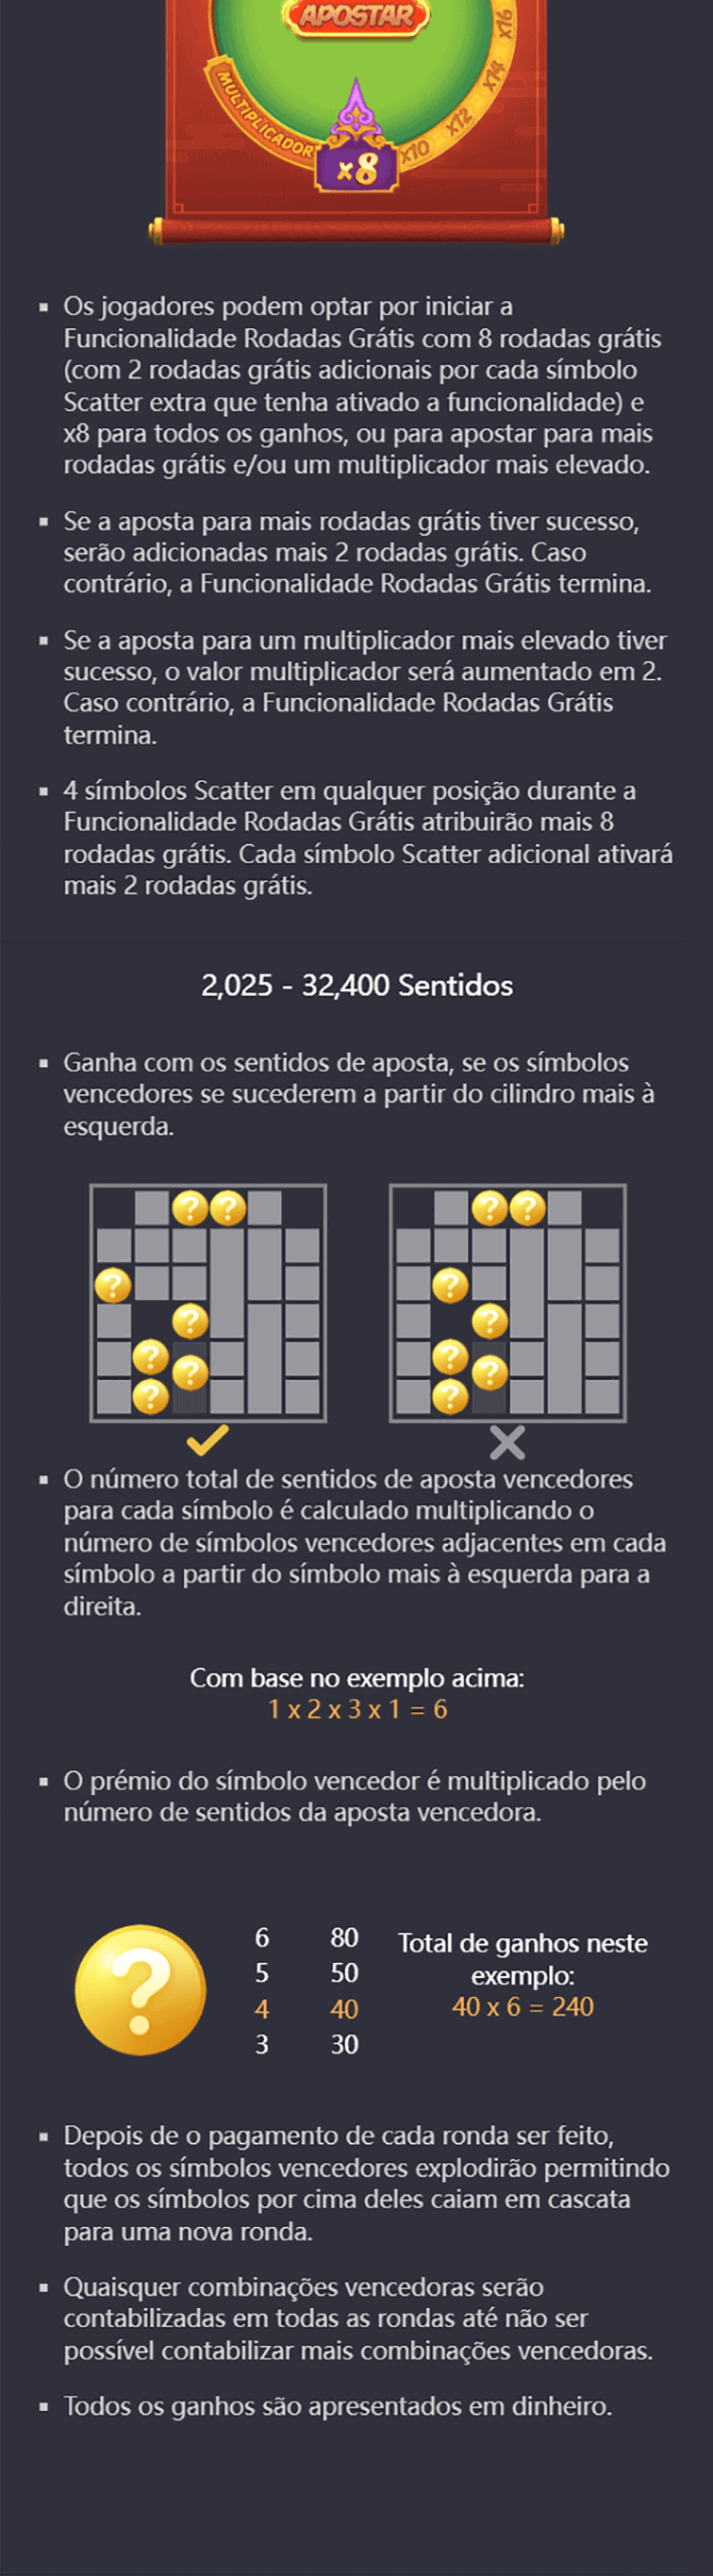 APOSTAR
x16
x14
x12
x10
MULTIPLICADOR
x8
Os jogadores podem optar por iniciar a
Funcionalidade Rodadas Grátis com 8 rodadas grátis
(com 2 rodadas grátis adicionais por cada símbolo
Scatter extra que tenha ativado a funcionalidade) e
x8 para todos os ganhos, ou para apostar para mais
rodadas grátis e/ou um multiplicador mais elevado.
Se a aposta para mais rodadas grátis tiver sucesso,
serão adicionadas mais 2 rodadas grátis. Caso
contrário, a Funcionalidade Rodadas Grátis termina.
Se a aposta para um multiplicador mais elevado tiver
sucesso, o valor multiplicador será aumentado em 2.
Caso contrário, a Funcionalidade Rodadas Grátis
termina.
4 símbolos Scatter em qualquer posição durante a
Funcionalidade Rodadas Grátis atribuirão mais 8
rodadas grátis. Cada símbolo Scatter adicional ativará
mais 2 rodadas grátis.
2,025 - 32,400 Sentidos
Ganha com os sentidos de aposta, se os símbolos
vencedores se sucederem a partir do cilindro mais à
esquerda.
? ? ? ?
? ?
? ?
? ?
? ?
? ?
O número total de sentidos de aposta vencedores
para cada símbolo é calculado multiplicando o
número de símbolos vencedores adjacentes em cada
símbolo a partir do símbolo mais à esquerda para a
direita.
Com base no exemplo acima:
1 x 2 x 3 x 1 = 6
O prémio do símbolo vencedor é multiplicado pelo
número de sentidos da aposta vencedora.
?
6 80
5 50
4 40
3 30
Total de ganhos neste
exemplo:
40 x 6 = 240
Depois de o pagamento de cada ronda ser feito,
todos os símbolos vencedores explodirão permitindo
que os símbolos por cima deles caiam em cascata
para uma nova ronda.
Quaisquer combinações vencedoras serão
contabilizadas em todas as rondas até não ser
possível contabilizar mais combinações vencedoras.
Todos os ganhos são apresentados em dinheiro.